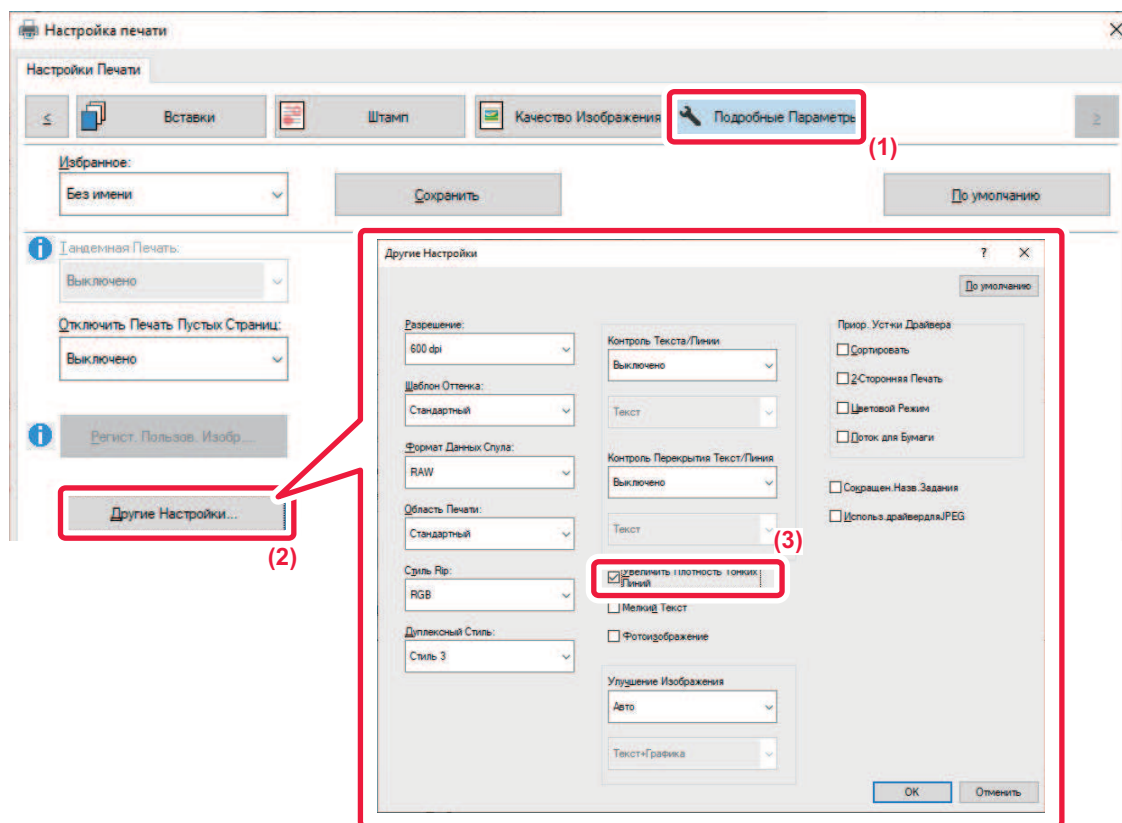 Настройка печати
Настройки Печати
< Вставки Штамп Качество Изображения Подробные Параметры >
(1)
Избранное:
Без имени Сохранить По умолчанию
Тандемная Печать:
Выключено
Отключить Печать Пустых Страниц:
Выключено
Регист. Пользов. Изобр....
Другие Настройки...
(2)
Другие Настройки ?
По умолчанию
Разрешение:
600 dpi
Шаблон Оттенка:
Стандартный
Формат Данных Спула:
RAW
Область Печати:
Стандартный
Стиль Rip:
RGB
Дуплексный Стиль:
Стиль 3
Контроль Текста/Линии
Выключено
Текст
Контроль Перекрытия Текст/Линия
Выключено
Текст
(3)
Увеличить Плотность Тонких
Линий
Мелкий Текст
Фотоизображение
Улучшение Изображения
Авто
Текст+Графика
Приор. Уст-ки Драйвера
Сортировать
2-Сторонняя Печать
Цветовой Режим
Лоток для Бумаги
Сокращен.Назв.Задания
Использ.драйвердляJPEG
OK Отменить